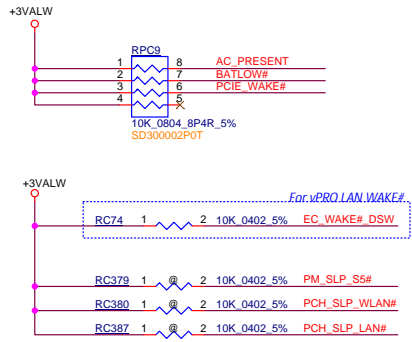 +3VALW
RPC9
1 8 AC_PRESENT
2 7 BATLOW#
3 6 PCIE_WAKE#
4 5
10K_0804_8P4R_5%
SD300002P0T
+3VALW
For vPRO LAN WAKE#
RC74 1 2 10K_0402_5% EC_WAKE#_DSW
RC379 1 @ 2 10K_0402_5% PM_SLP_S5#
RC380 1 @ 2 10K_0402_5% PCH_SLP_WLAN#
RC387 1 @ 2 10K_0402_5% PCH_SLP_LAN#